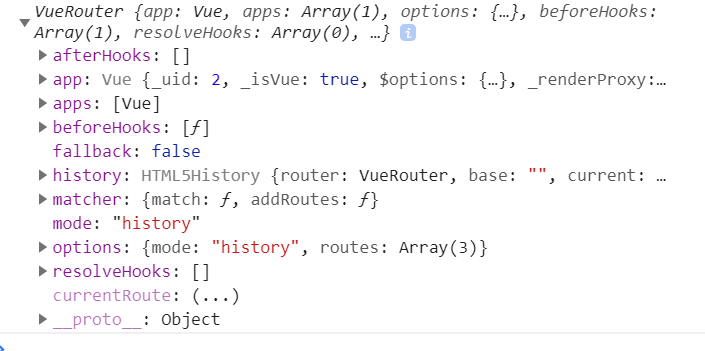 VueRouter {app: Vue, apps: Array(1), options: {…}, beforeHooks:
Array(1), resolveHooks: Array(0), …} i
afterHooks: []
app: Vue {_uid: 2, _isVue: true, $options: {…}, _renderProxy:…
apps: [Vue]
beforeHooks: [ƒ]
fallback: false
history: HTML5History {router: VueRouter, base: "", current: …
matcher: {match: ƒ, addRoutes: ƒ}
mode: "history"
options: {mode: "history", routes: Array(3)}
resolveHooks: []
currentRoute: (...)
__proto__: Object